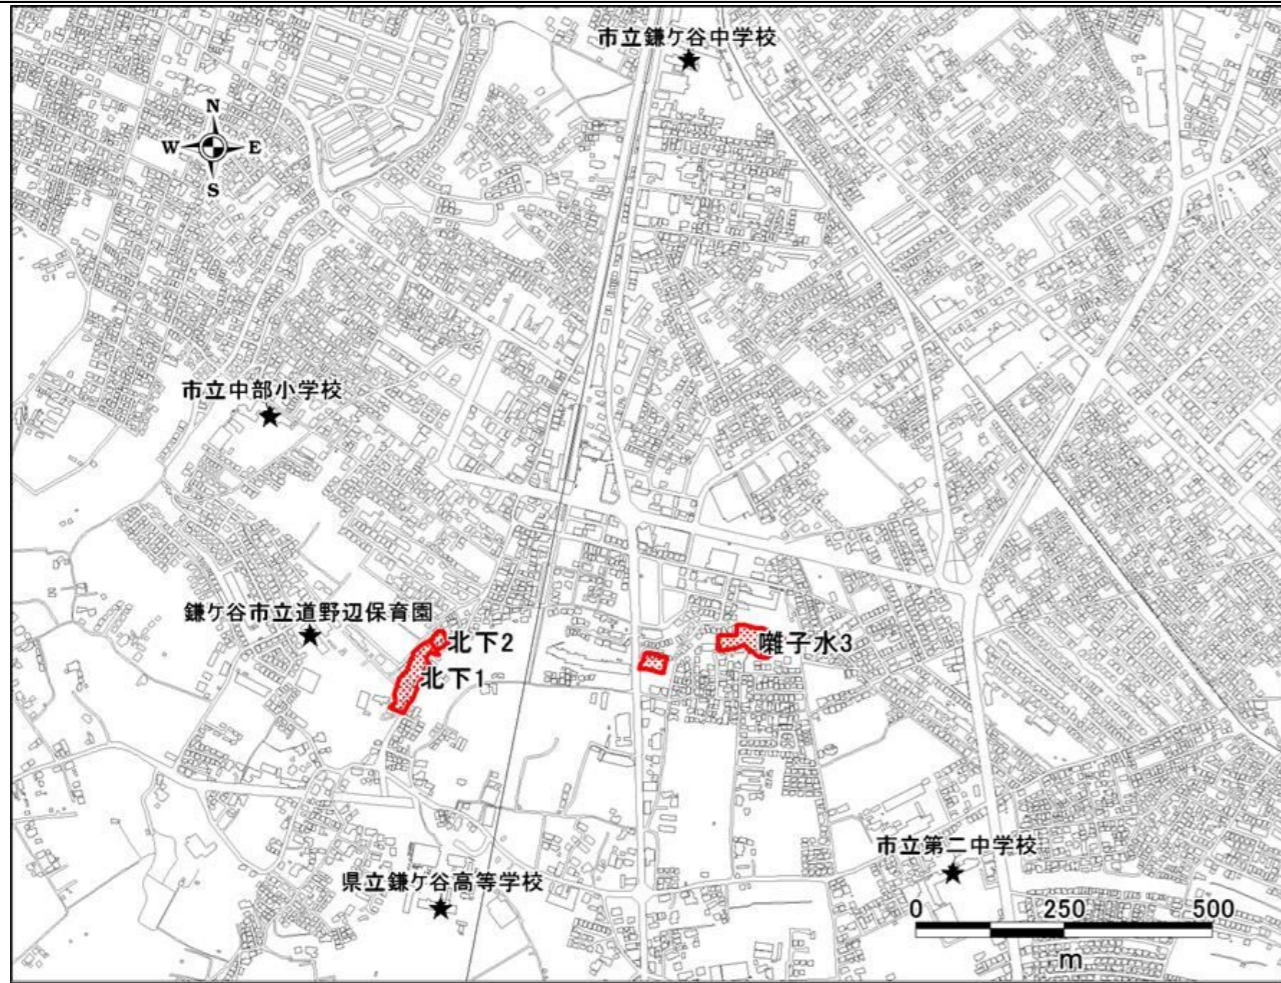 市立鎌ケ谷中学校
N
W
E
S
市立中部小学校
鎌ケ谷市立道野辺保育園
北下2
囃子水3
北下1
市立第二中学校
県立鎌ケ谷高等学校
0 250 500
m